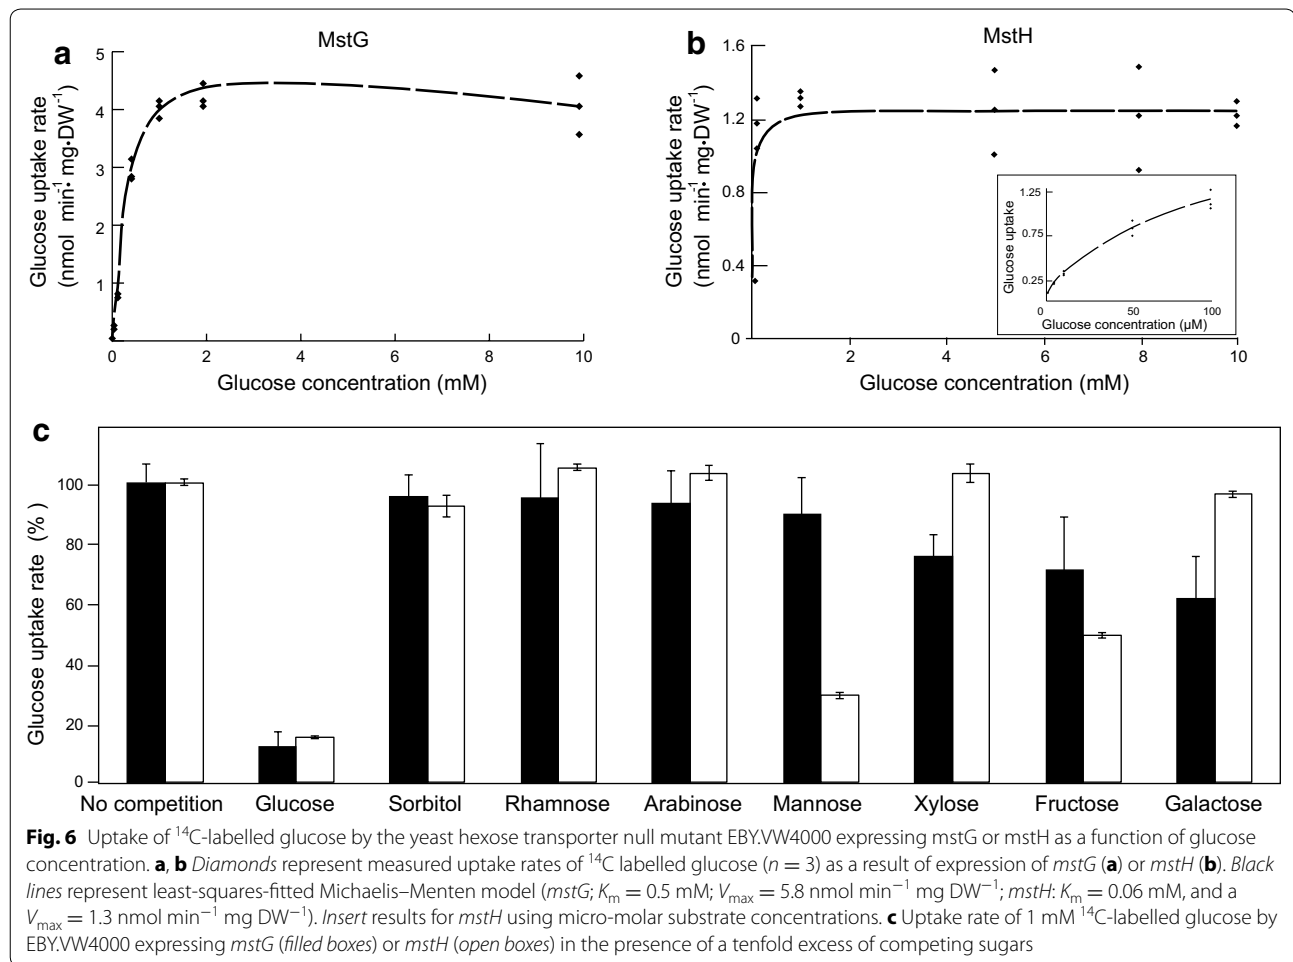 a
MstG
Glucose uptake rate
(nmol min⁻¹ mg•DW⁻¹)
5
4
3
2
1
0 2 4 6 8 10
Glucose concentration (mM)
b
MstH
Glucose uptake rate
(nmol min⁻¹ mg•DW⁻¹)
1.6
1.2
0.8
0.4
0
2 4 6 8 10
Glucose concentration (mM)
Glucose uptake
1.25
0.75
0.25
0 50 100
Glucose concentration (µM)
c
Glucose uptake rate (%)
100
80
60
40
20
0
No competition Glucose Sorbitol Rhamnose Arabinose Mannose Xylose Fructose Galactose
Fig. 6 Uptake of ¹⁴C-labelled glucose by the yeast hexose transporter null mutant EBY.VW4000 expressing mstG or mstH as a function of glucose
concentration. a, b Diamonds represent measured uptake rates of ¹⁴C labelled glucose (n = 3) as a result of expression of mstG (a) or mstH (b). Black
lines represent least-squares-fitted Michaelis–Menten model (mstG; Km = 0.5 mM; Vmax = 5.8 nmol min⁻¹ mg DW⁻¹; mstH: Km = 0.06 mM, and a
Vmax = 1.3 nmol min⁻¹ mg DW⁻¹). Insert results for mstH using micro-molar substrate concentrations. c Uptake rate of 1 mM ¹⁴C-labelled glucose by
EBY.VW4000 expressing mstG (filled boxes) or mstH (open boxes) in the presence of a tenfold excess of competing sugars